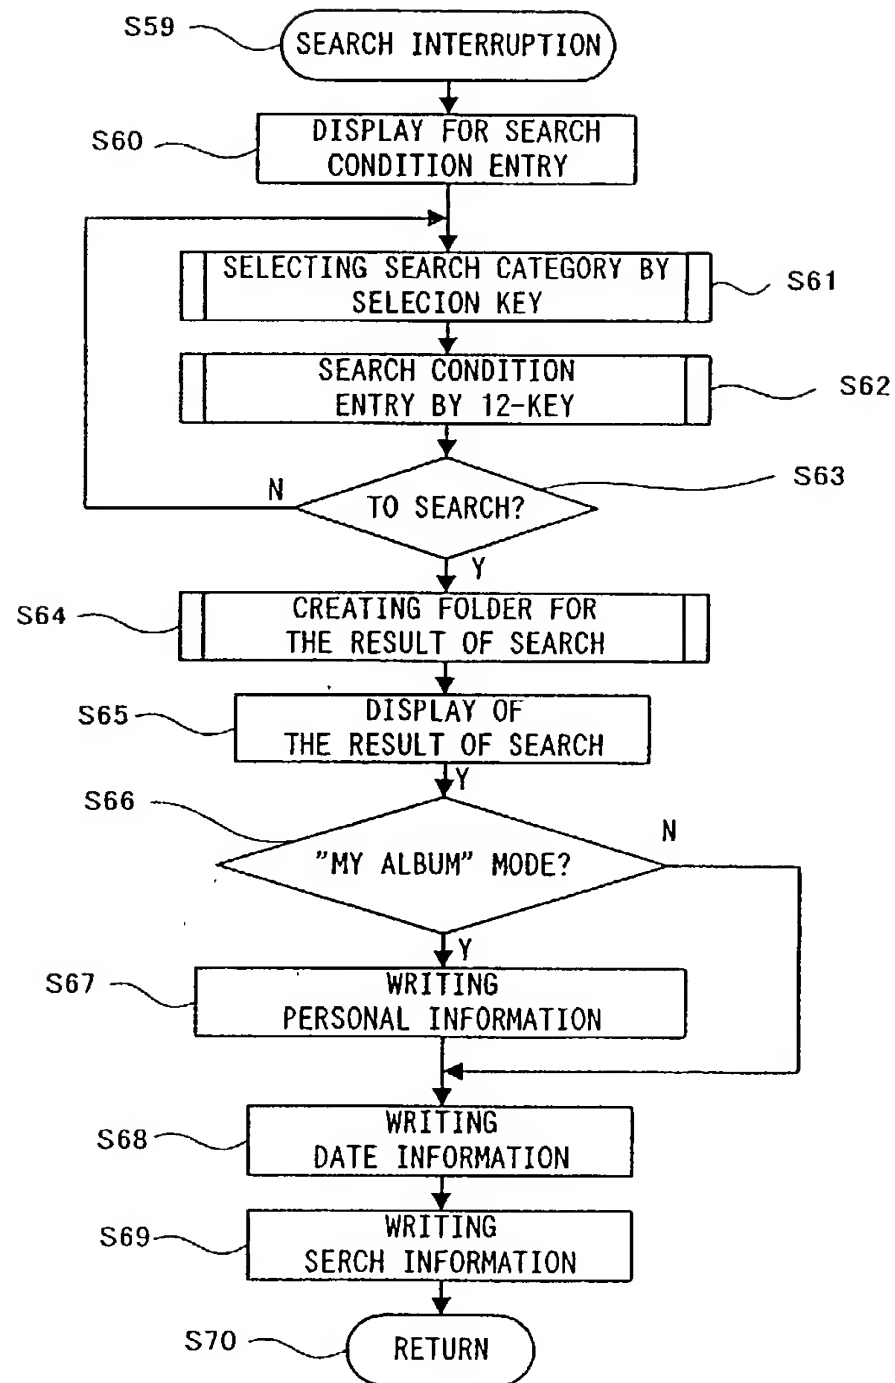 S59
SEARCH INTERRUPTION
S60
DISPLAY FOR SEARCH
CONDITION ENTRY
SELECTING SEARCH CATEGORY BY
SELECION KEY
S61
SEARCH CONDITION
ENTRY BY 12-KEY
S62
S63
N
TO SEARCH?
Y
S64
CREATING FOLDER FOR
THE RESULT OF SEARCH
S65
DISPLAY OF
THE RESULT OF SEARCH
Y
S66
N
"MY ALBUM" MODE?
Y
S67
WRITING
PERSONAL INFORMATION
S68
WRITING
DATE INFORMATION
S69
WRITING
SERCH INFORMATION
S70
RETURN